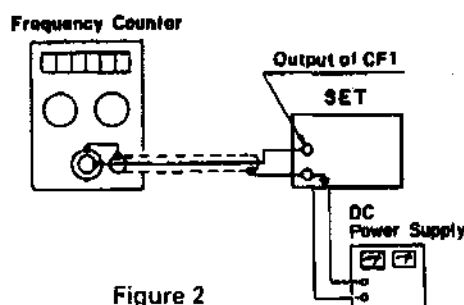 Frequency Counter
Output of CF1
SET
DC
Power Supply
Figure 2